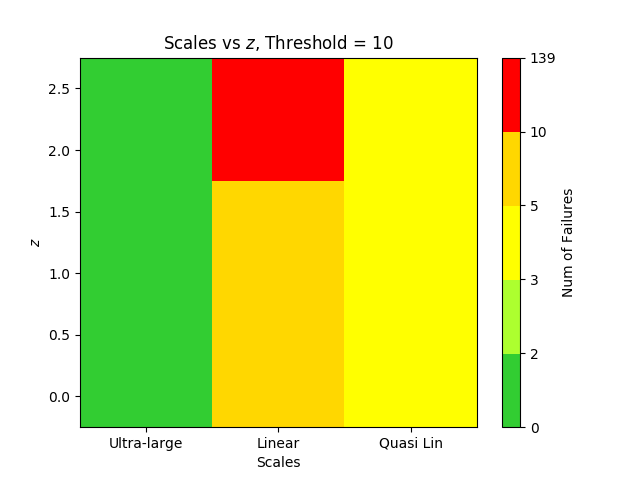 Scales vs z, Threshold = 10
2.5
2.0
1.5
1.0
0.5
0.0
z
Ultra-large
Linear
Quasi Lin
Scales
139
10
5
3
2
0
Num of Failures